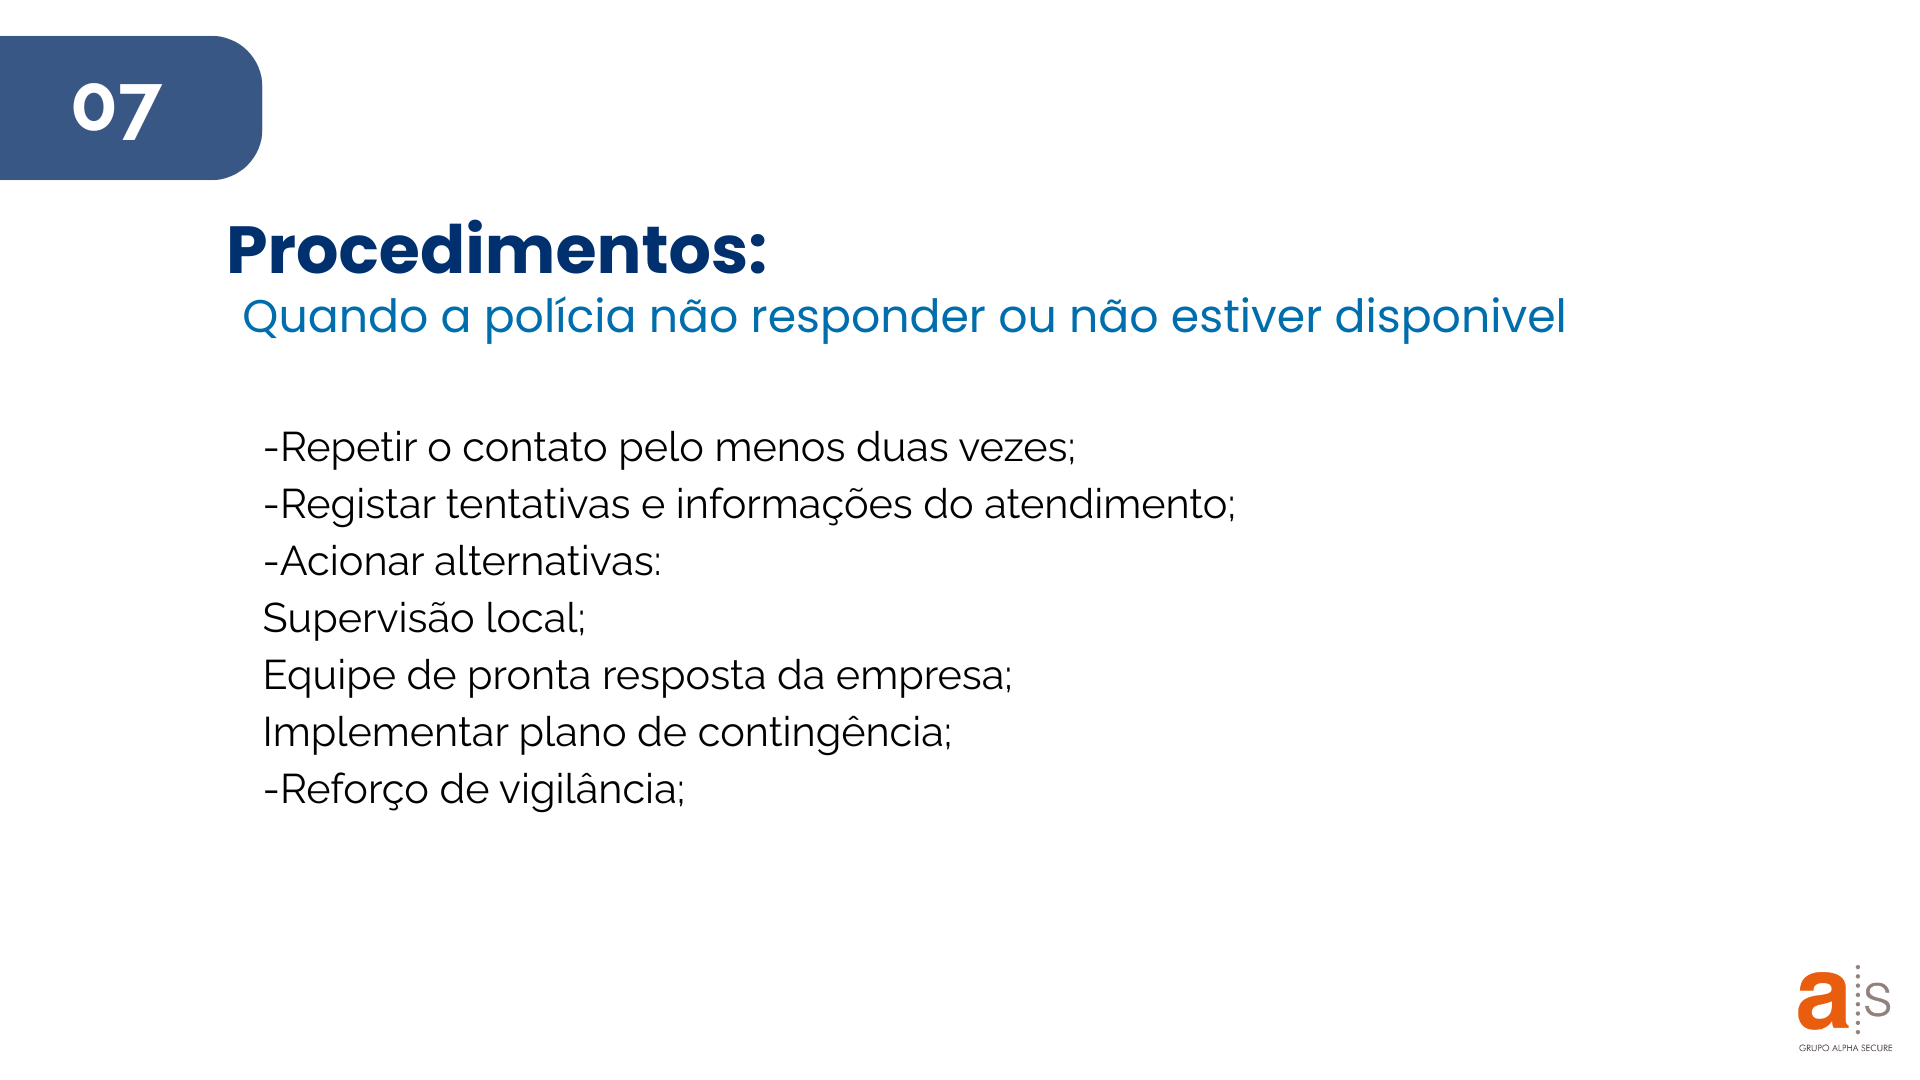 07
Procedimentos:
Quando a polícia não responder ou não estiver disponivel
-Repetir o contato pelo menos duas vezes;
-Registar tentativas e informações do atendimento;
-Acionar alternativas:
Supervisão local;
Equipe de pronta resposta da empresa;
Implementar plano de contingência;
-Reforço de vigilância;
a s
GRUPO ALPHA SECURE